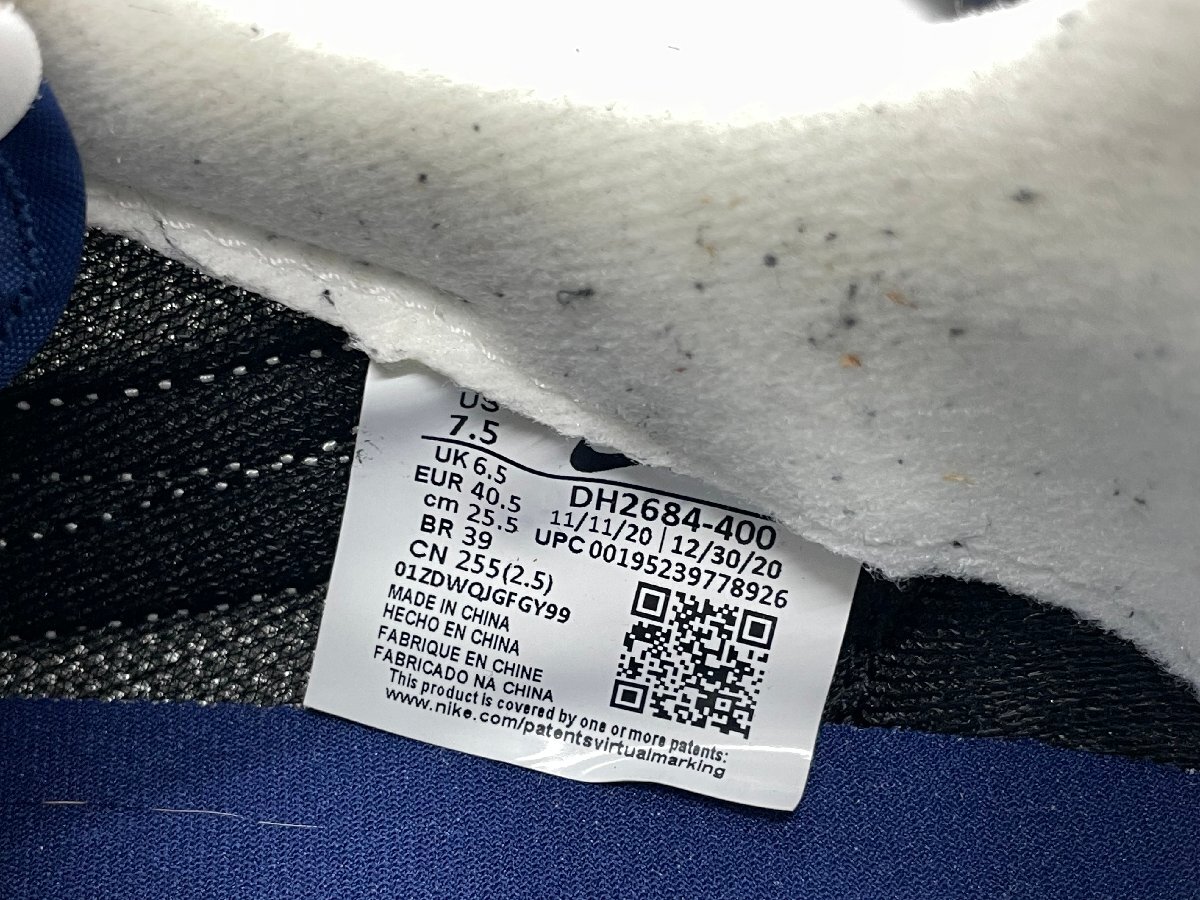 US
7.5
UK 6.5
EUR 40.5
cm 25.5
BR 39
CN 255(2.5)
01ZDWQJGFGY99
DH2684-400
11/11/20 | 12/30/20
UPC 00195239778926
MADE IN CHINA
HECHO EN CHINA
FABRIQUE EN CHINE
FABRICADO NA CHINA
This product is covered by one or more patents:
www.nike.com/patentsvirtualmarking